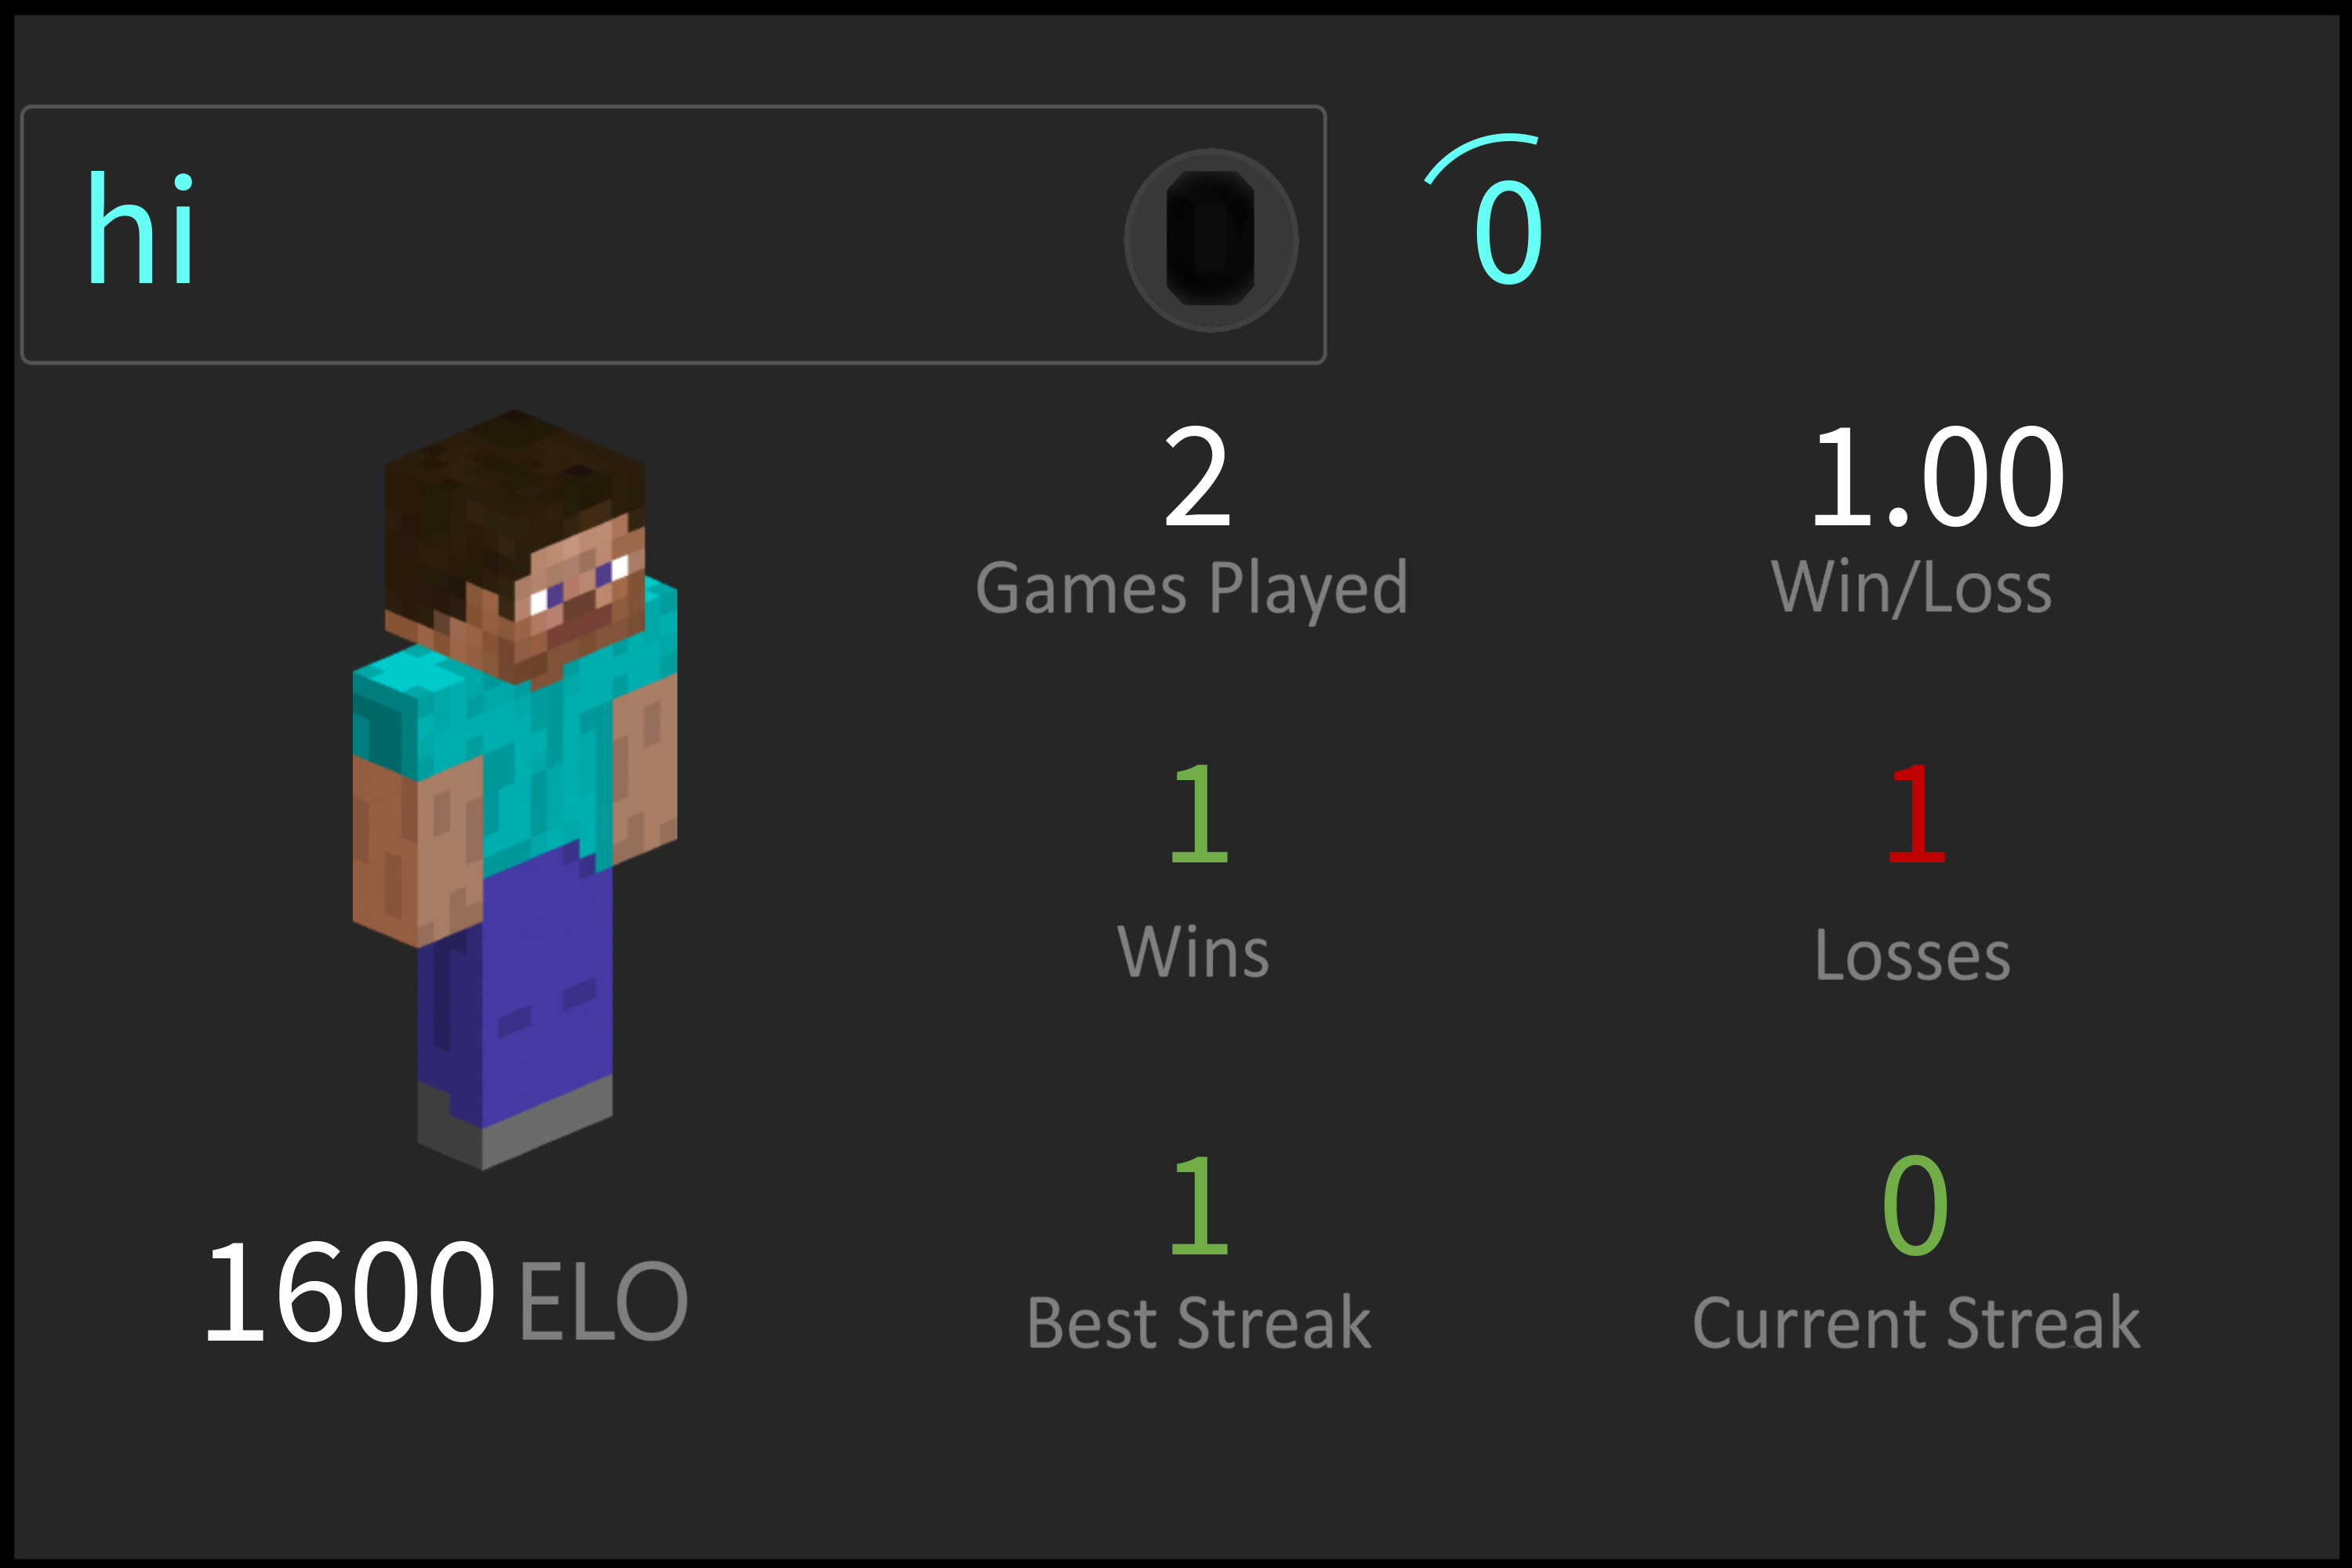 hi 0
2 1.00
Games Played Win/Loss
1 1
Wins Losses
1 0
1600 ELO Best Streak Current Streak